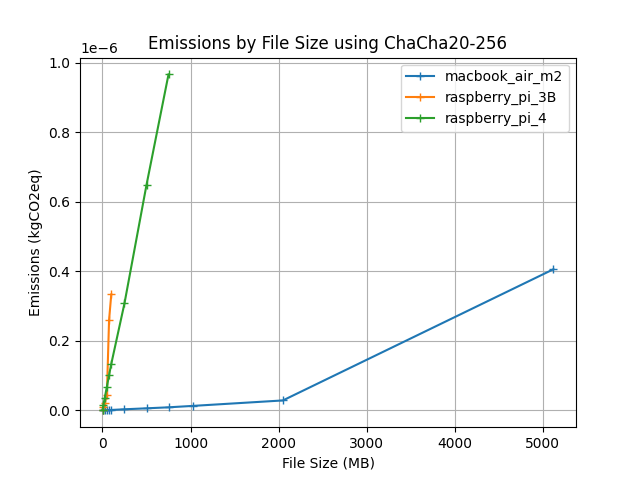 Emissions by File Size using ChaCha20-256
1e−6
1.0
0.8
0.6
0.4
0.2
0.0
Emissions (kgCO2eq)
macbook_air_m2
raspberry_pi_3B
raspberry_pi_4
0 1000 2000 3000 4000 5000
File Size (MB)